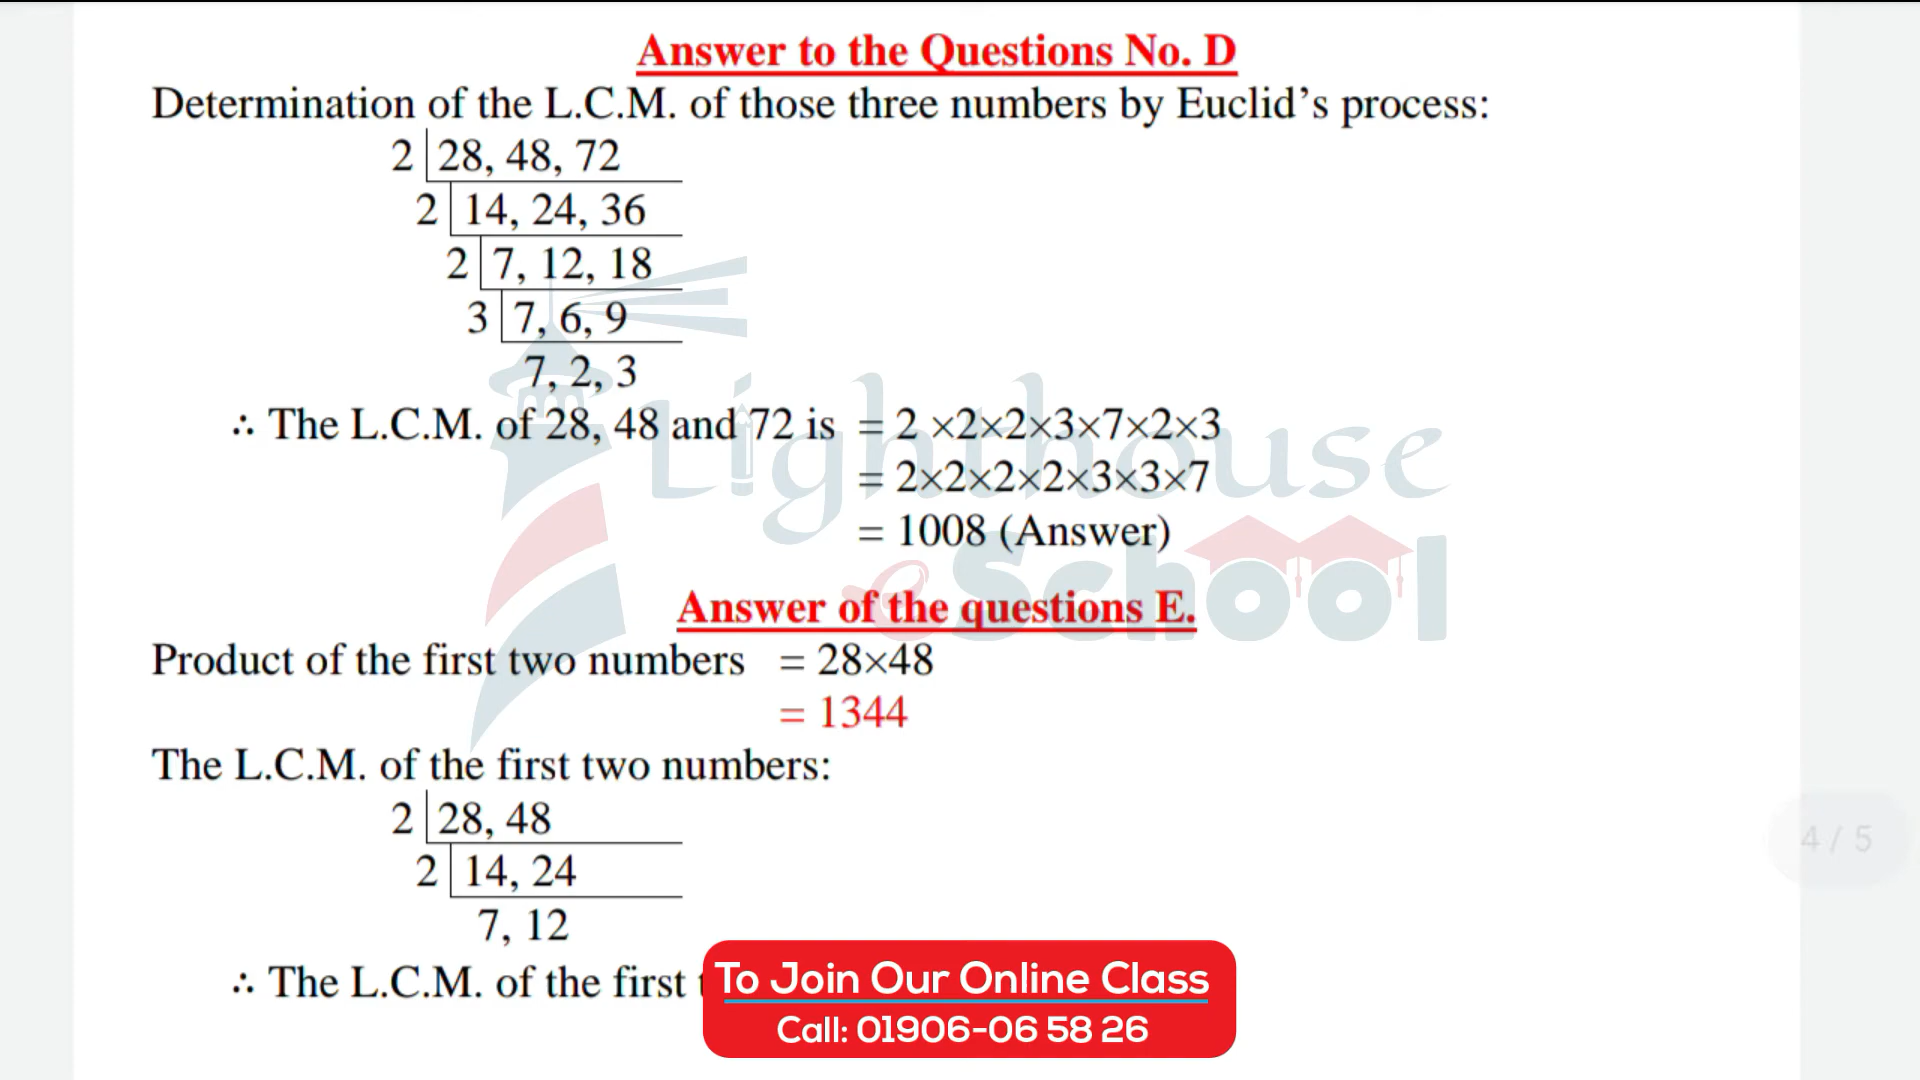 Answer to the Questions No. D
Determination of the L.C.M. of those three numbers by Euclid’s process:
2 28, 48, 72
2 14, 24, 36
2 7, 12, 18
3 7, 6, 9
7, 2, 3
∴ The L.C.M. of 28, 48 and 72 is = 2 ×2×2×3×7×2×3
= 2×2×2×2×3×3×7
= 1008 (Answer)
Lighthouse
eSchool
Answer of the questions E.
Product of the first two numbers = 28×48
= 1344
The L.C.M. of the first two numbers:
2 28, 48
2 14, 24
7, 12
4 / 5
∴ The L.C.M. of the first
To Join Our Online Class
Call: 01906-06 58 26